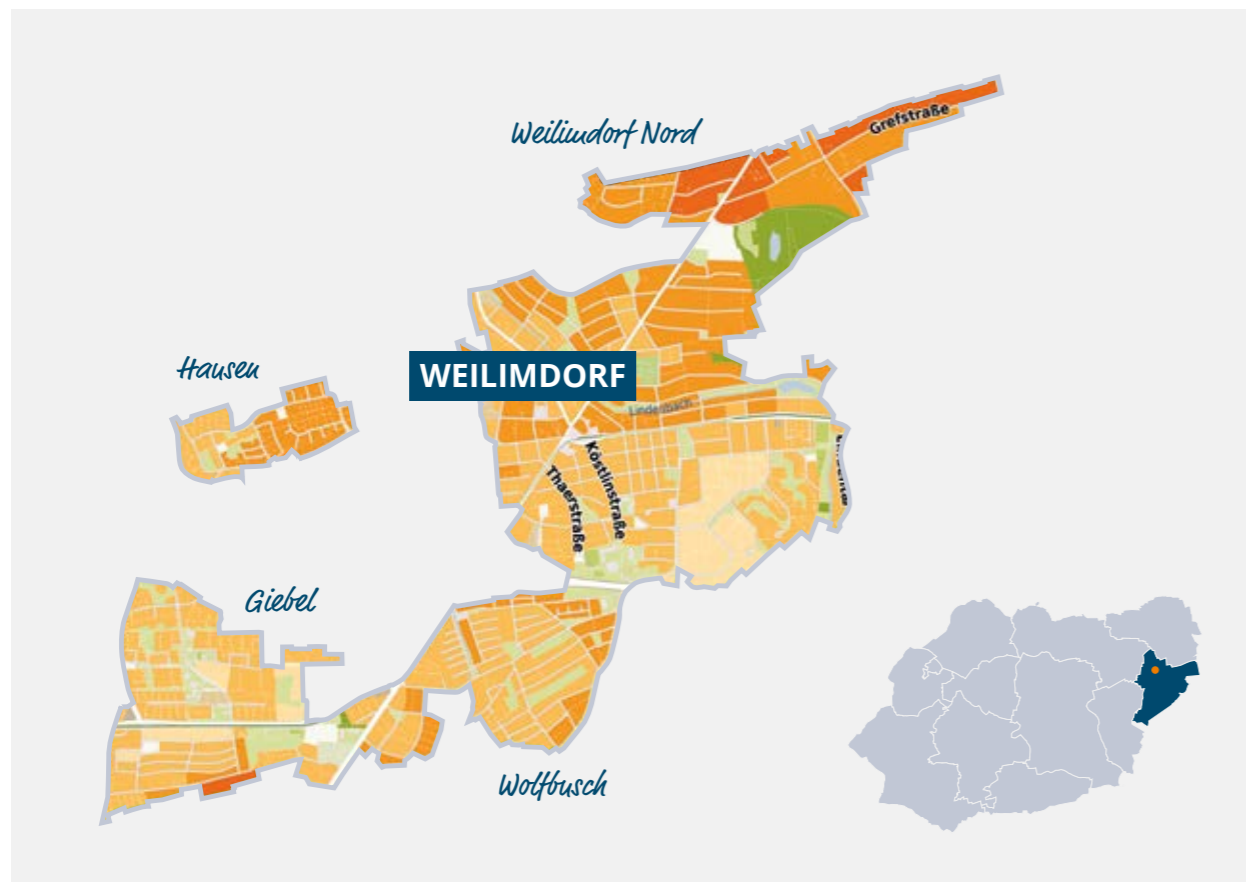 Grefstraße
Weilimdorf Nord
Hausen
WEILIMDORF
Lindenbach
Köstlinstraße
Thaerstraße
Giebel
Wolfbusch